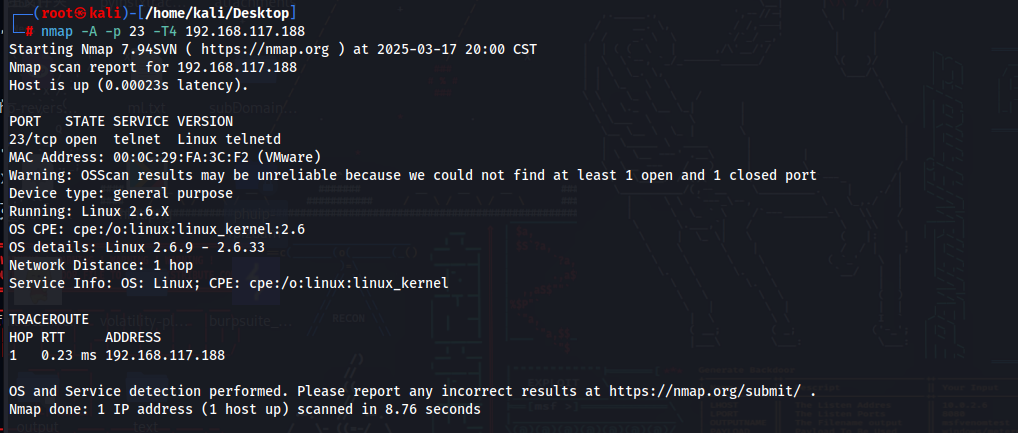 ┌──(root㉿kali)-[/home/kali/Desktop]
└─# nmap -A -p 23 -T4 192.168.117.188
Starting Nmap 7.94SVN ( https://nmap.org ) at 2025-03-17 20:00 CST
Nmap scan report for 192.168.117.188
Host is up (0.00023s latency).
PORT   STATE SERVICE VERSION
23/tcp open  telnet  Linux telnetd
MAC Address: 00:0C:29:FA:3C:F2 (VMware)
Warning: OSScan results may be unreliable because we could not find at least 1 open and 1 closed port
Device type: general purpose
Running: Linux 2.6.X
OS CPE: cpe:/o:linux:linux_kernel:2.6
OS details: Linux 2.6.9 - 2.6.33
Network Distance: 1 hop
Service Info: OS: Linux; CPE: cpe:/o:linux:linux_kernel
TRACEROUTE
HOP RTT     ADDRESS
1   0.23 ms 192.168.117.188
OS and Service detection performed. Please report any incorrect results at https://nmap.org/submit/ .
Nmap done: 1 IP address (1 host up) scanned in 8.76 seconds